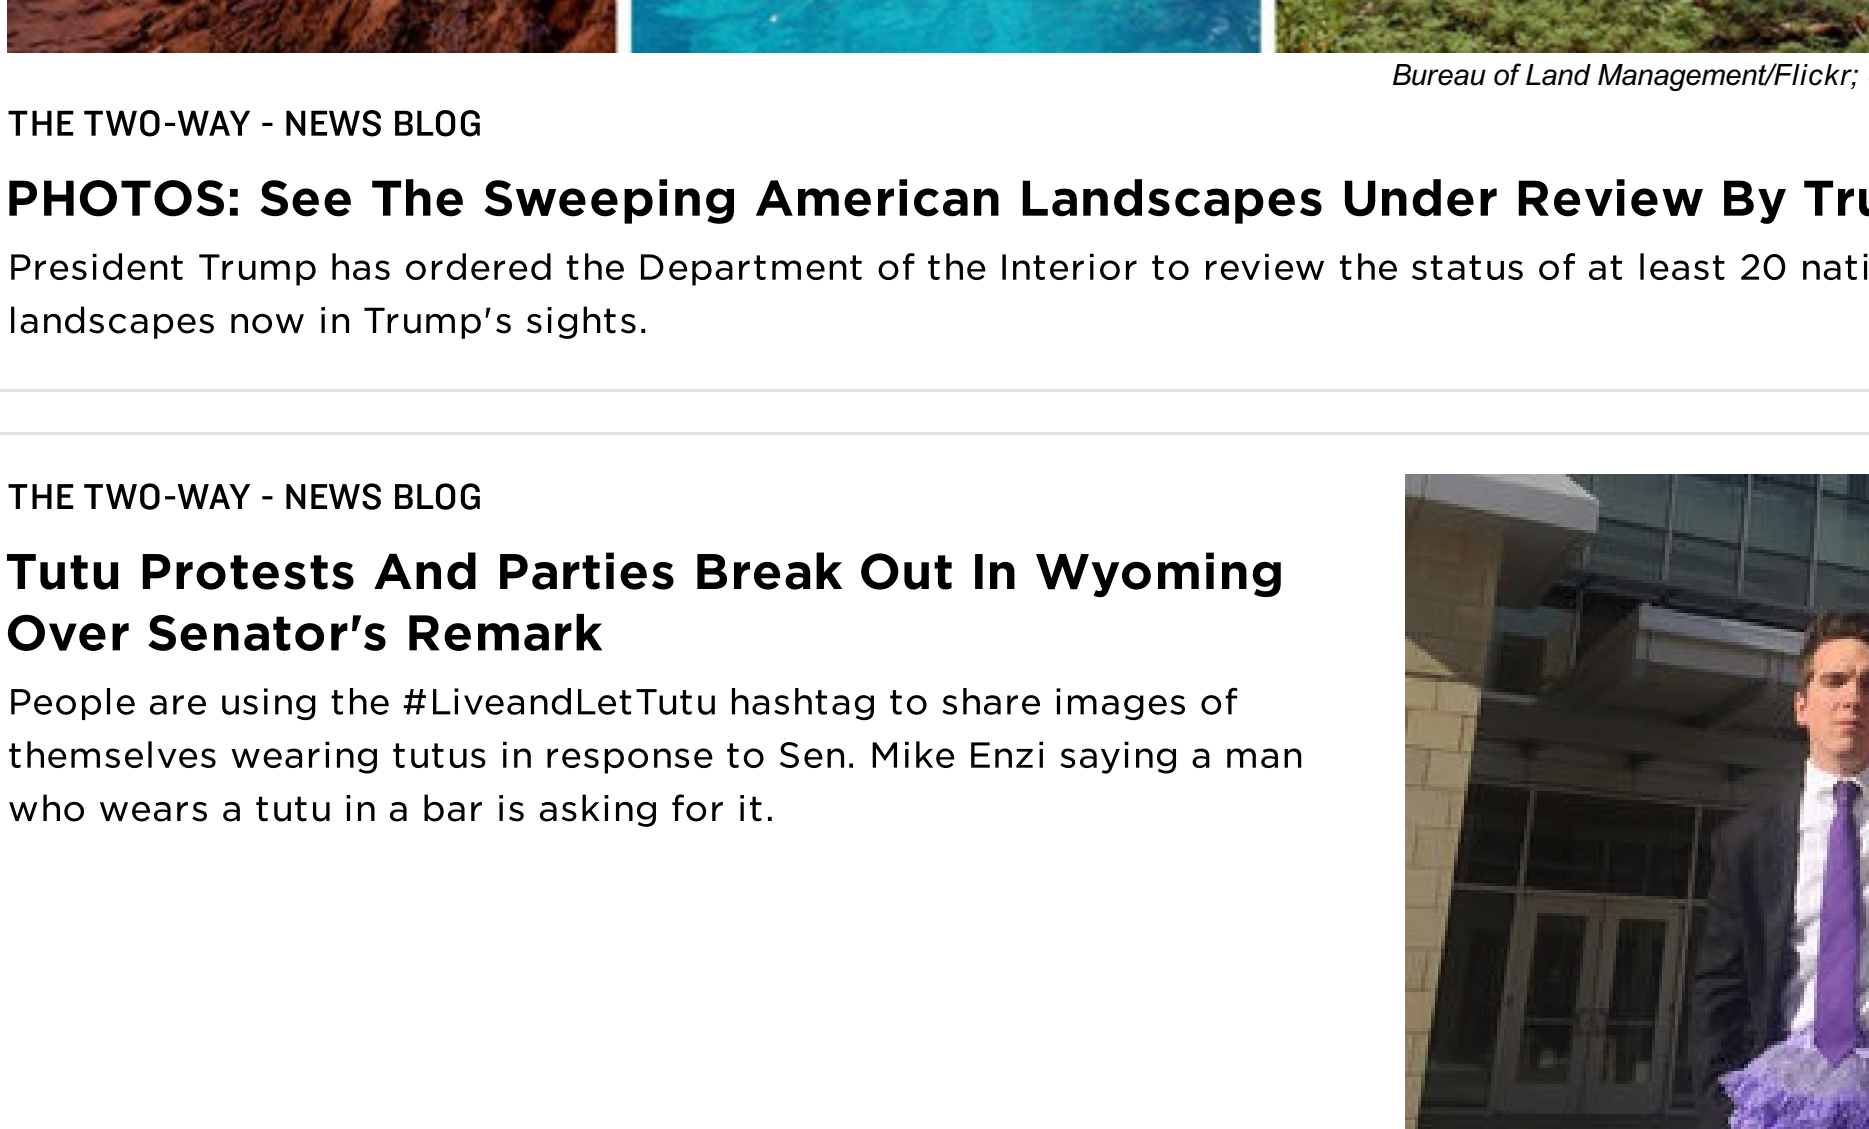 Bureau of Land Management/Flickr;
THE TWO-WAY - NEWS BLOG
PHOTOS: See The Sweeping American Landscapes Under Review By
President Trump has ordered the Department of the Interior to review the status of at least 20
landscapes now in Trump's sights.
THE TWO-WAY - NEWS BLOG
Tutu Protests And Parties Break Out In Wyoming
Over Senator's Remark
People are using the #LiveandLetTutu hashtag to share images of
themselves wearing tutus in response to Sen. Mike Enzi saying a man
who wears a tutu in a bar is asking for it.